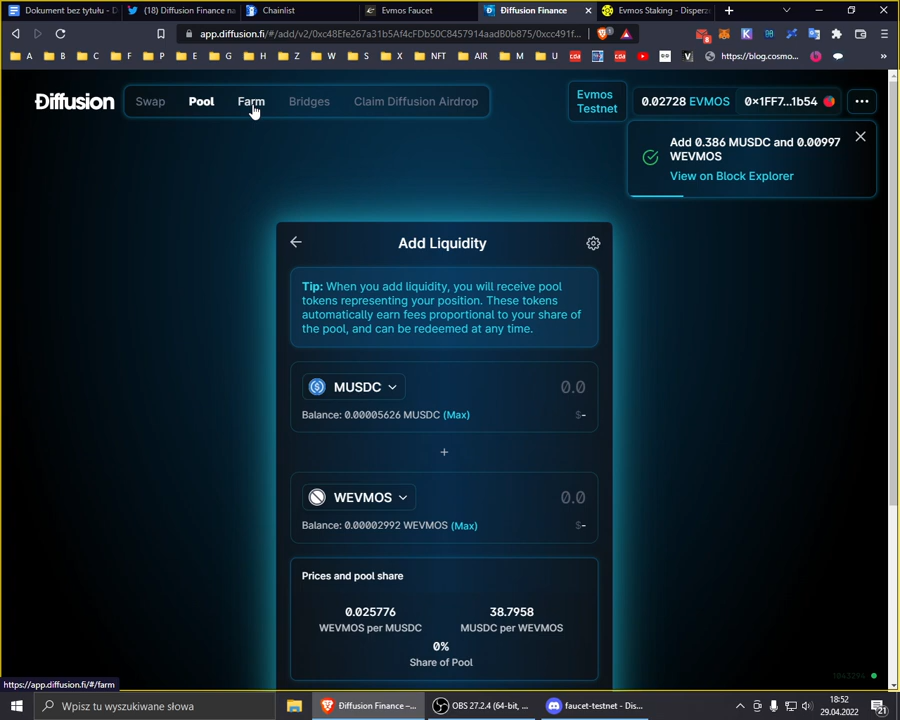 Dokument bez tytułu - D
(18) Diffusion Finance na
Chainlist
Evmos Faucet
Diffusion Finance
Evmos Staking - Disperze
app.diffusion.fi/#/add/v2/0xc48Efe267a31b5Af4cFDb50C8457914aadB0b875/0xcc491f...
A
B
C
F
P
E
G
H
Z
W
S
X
NFT
AIR
M
U
https://blog.cosmo...
Diffusion
Swap
Pool
Farm
Bridges
Claim Diffusion Airdrop
Evmos
Testnet
0.02728 EVMOS
0x1FF7...1b54
Add 0.386 MUSDC and 0.00997
WEVMOS
View on Block Explorer
Add Liquidity
Tip: When you add liquidity, you will receive pool
tokens representing your position. These tokens
automatically earn fees proportional to your share of
the pool, and can be redeemed at any time.
MUSDC
0.0
Balance: 0.00005626 MUSDC (Max)
$-
+
WEVMOS
0.0
Balance: 0.00002992 WEVMOS (Max)
$-
Prices and pool share
0.025776
38.7958
WEVMOS per MUSDC
MUSDC per WEVMOS
0%
Share of Pool
https://app.diffusion.fi/#/farm
Wpisz tu wyszukiwane słowa
Diffusion Finance –...
OBS 27.2.4 (64-bit, ...
faucet-testnet - Dis...
18:52
29.04.2022
21